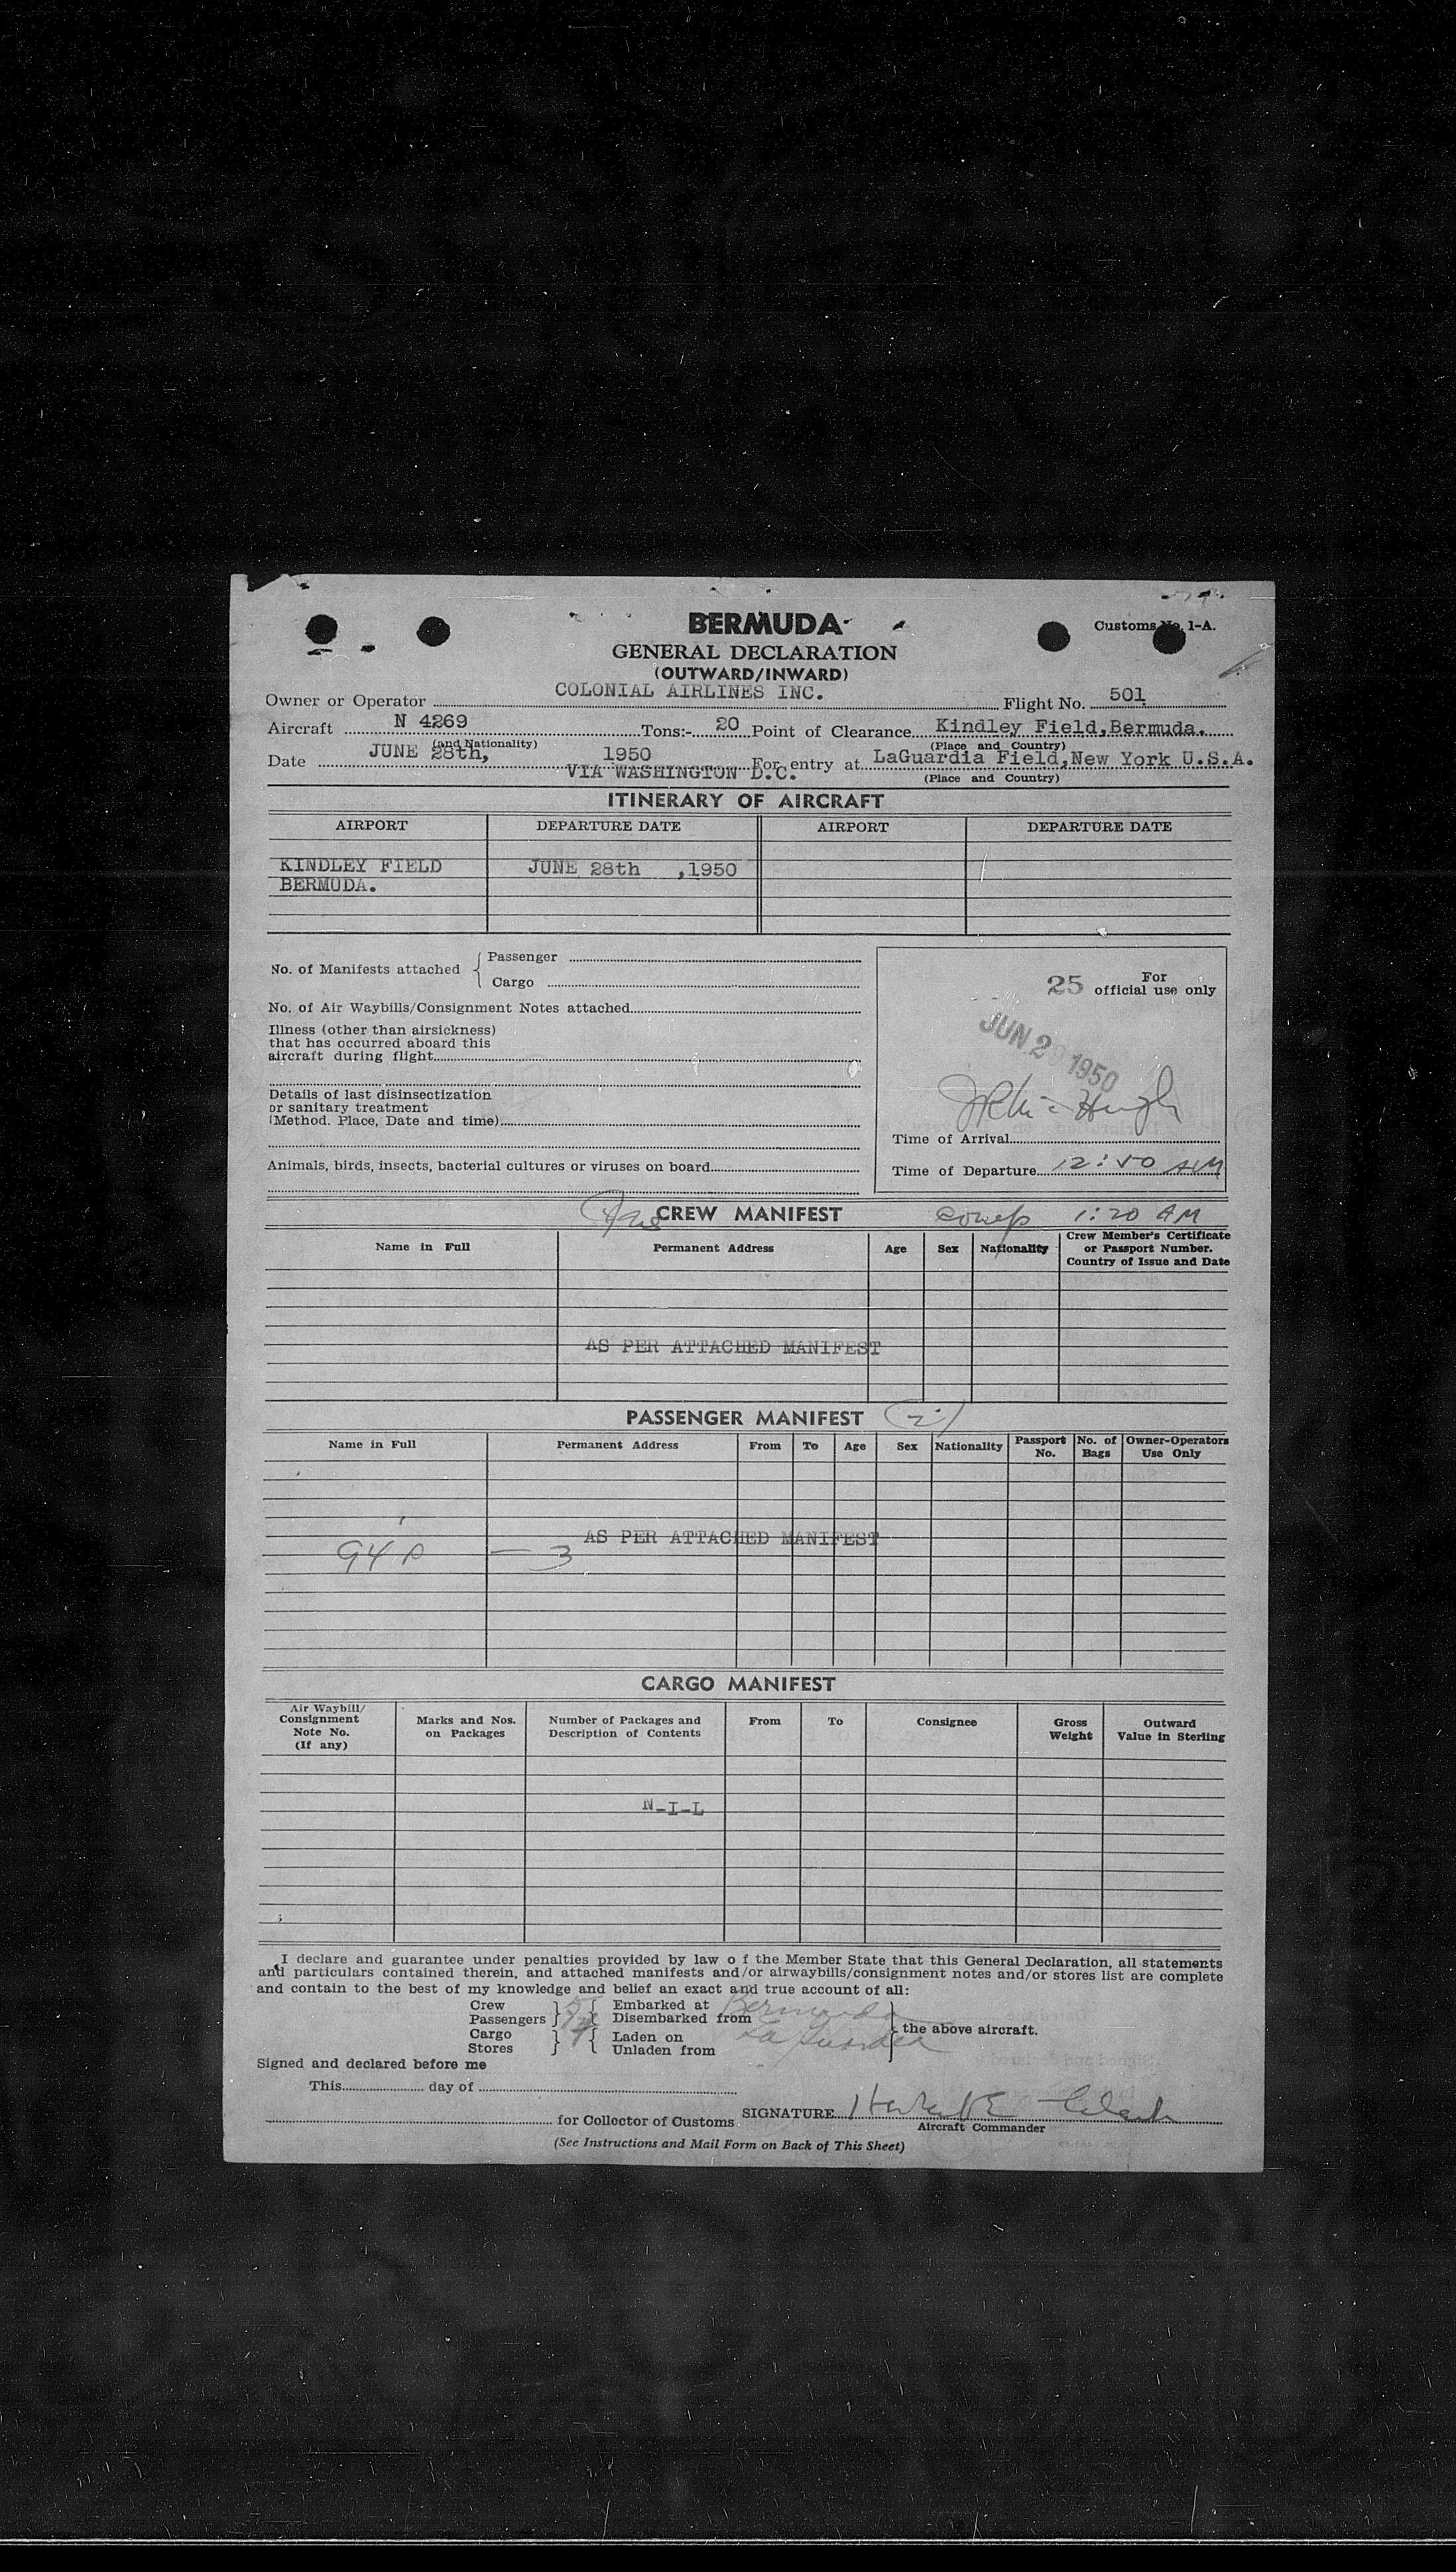 BERMUDA
Customs No. 1-A.
GENERAL DECLARATION
(OUTWARD/INWARD)
Owner or Operator COLONIAL AIRLINES INC. Flight No. 501
Aircraft N 4269 Tons:- 20 Point of Clearance Kindley Field,Bermuda.
(and Nationality) (Place and Country)
Date JUNE 28th, 1950 For entry at LaGuardia Field,New York U.S.A.
VIA WASHINGTON D.C. (Place and Country)
ITINERARY OF AIRCRAFT
AIRPORT DEPARTURE DATE AIRPORT DEPARTURE DATE
KINDLEY FIELD JUNE 28th ,1950
BERMUDA.
No. of Manifests attached { Passenger
Cargo
No. of Air Waybills/Consignment Notes attached
Illness (other than airsickness)
that has occurred aboard this
aircraft during flight
Details of last disinsectization
or sanitary treatment
(Method. Place, Date and time)
Animals, birds, insects, bacterial cultures or viruses on board
25 For
official use only
JUN 29 1950
Time of Arrival
Time of Departure 12:50 AM
CREW MANIFEST 1:20 AM
Name in Full Permanent Address Age Sex Nationality Crew Member's Certificate
or Passport Number.
Country of Issue and Date
AS PER ATTACHED MANIFEST
PASSENGER MANIFEST
Name in Full Permanent Address From To Age Sex Nationality Passport No. No. of Bags Owner-Operators Use Only
AS PER ATTACHED MANIFEST
— 3
CARGO MANIFEST
Air Waybill/ Consignment Note No. (If any) Marks and Nos. on Packages Number of Packages and Description of Contents From To Consignee Gross Weight Outward Value in Sterling
N-I-L
I declare and guarantee under penalties provided by law o f the Member State that this General Declaration, all statements
and particulars contained therein, and attached manifests and/or airwaybills/consignment notes and/or stores list are complete
and contain to the best of my knowledge and belief an exact and true account of all:
Crew } 5 { Embarked at Bermuda
Passengers } { Disembarked from
Cargo } { Laden on La Guardia } the above aircraft.
Stores } { Unladen from
Signed and declared before me
This day of
for Collector of Customs SIGNATURE
Aircraft Commander
(See Instructions and Mail Form on Back of This Sheet)